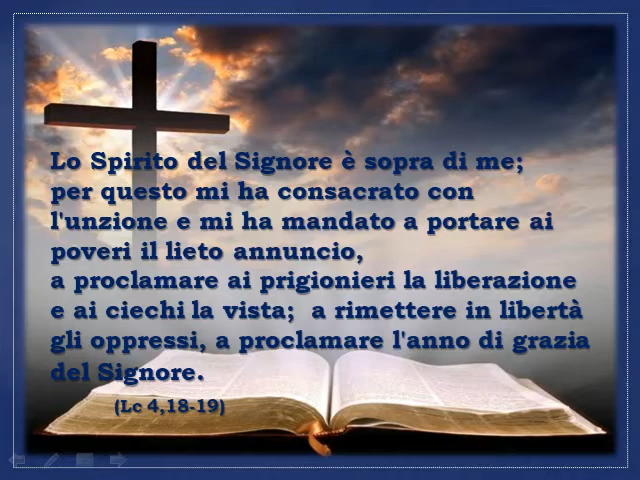 Lo Spirito del Signore è sopra di me;
per questo mi ha consacrato con
l'unzione e mi ha mandato a portare ai
poveri il lieto annuncio,
a proclamare ai prigionieri la liberazione
e ai ciechi la vista;  a rimettere in libertà
gli oppressi, a proclamare l'anno di grazia
del Signore.
(Lc 4,18-19)